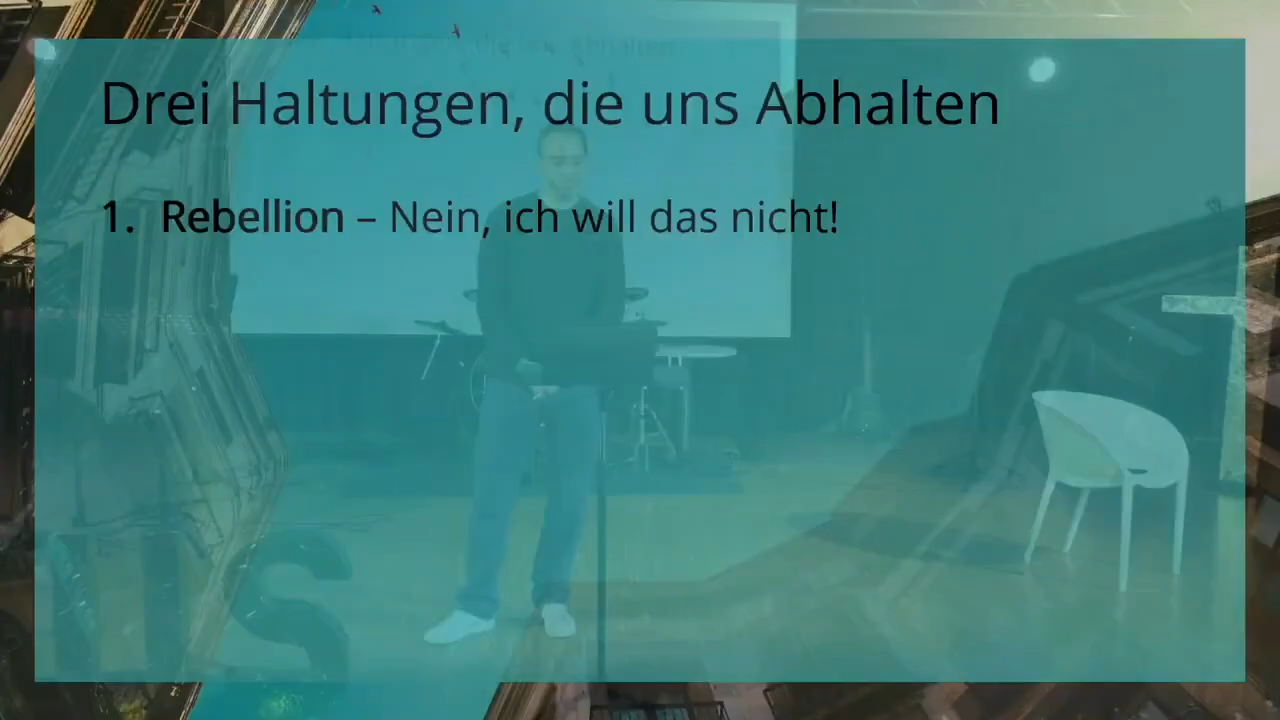 Drei Haltungen, die uns Abhalten
1. Rebellion – Nein, ich will das nicht!